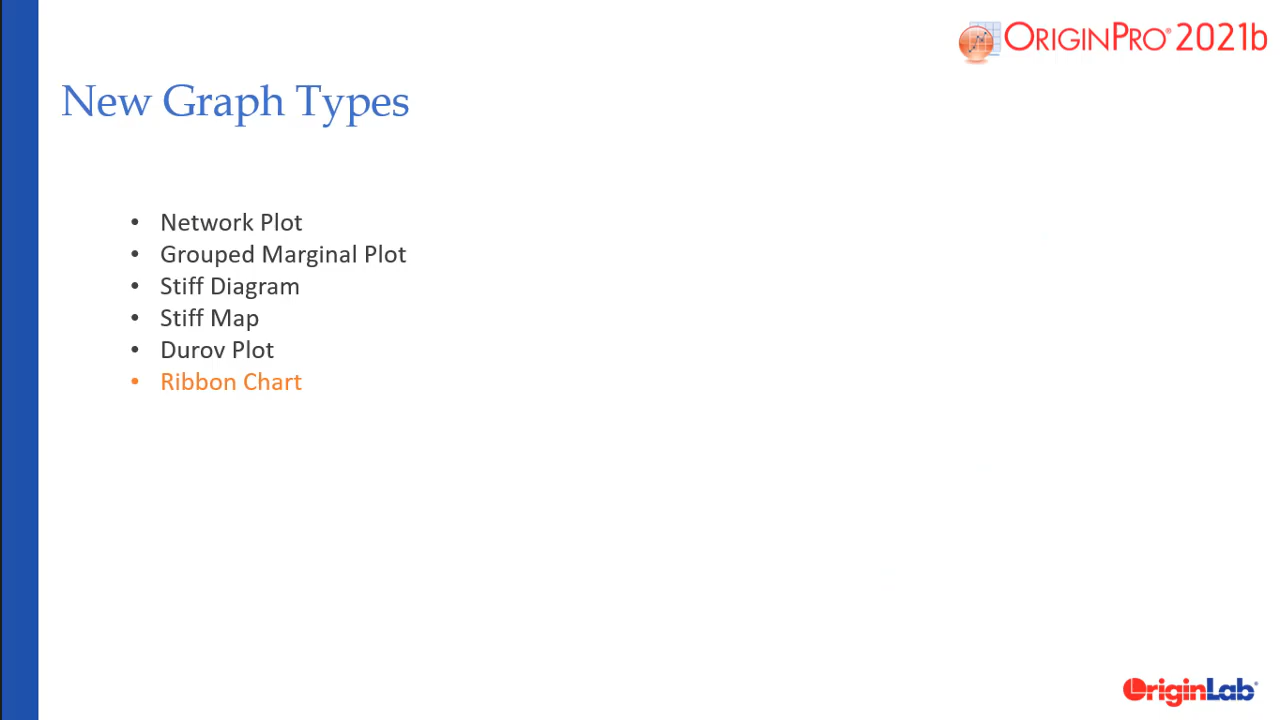 ORIGINPRO® 2021b
New Graph Types
• Network Plot
• Grouped Marginal Plot
• Stiff Diagram
• Stiff Map
• Durov Plot
• Ribbon Chart
OriginLab®